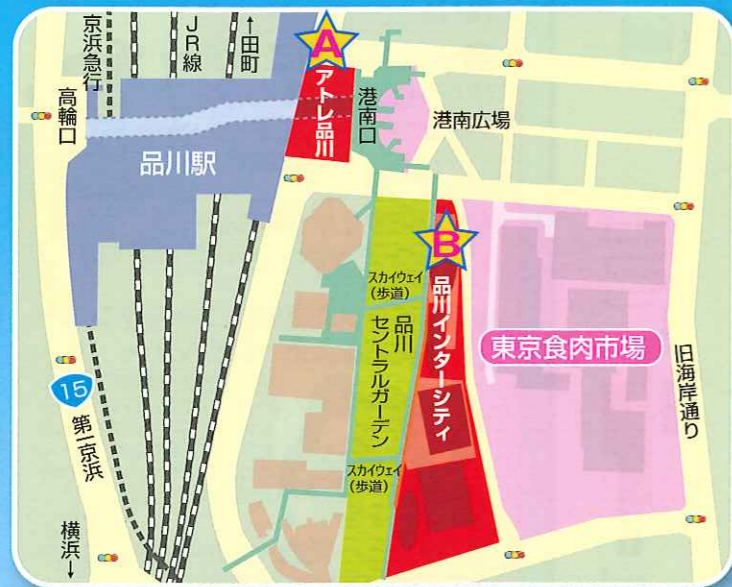 京浜急行
JR線
↑田町
A
アトレ品川
高輪口
港南口
港南広場
品川駅
B
スカイウェイ
(歩道)
品川インターシティ
品川
セントラルガーデン
東京食肉市場
旧海岸通り
15
第一京浜
スカイウェイ
(歩道)
横浜↓